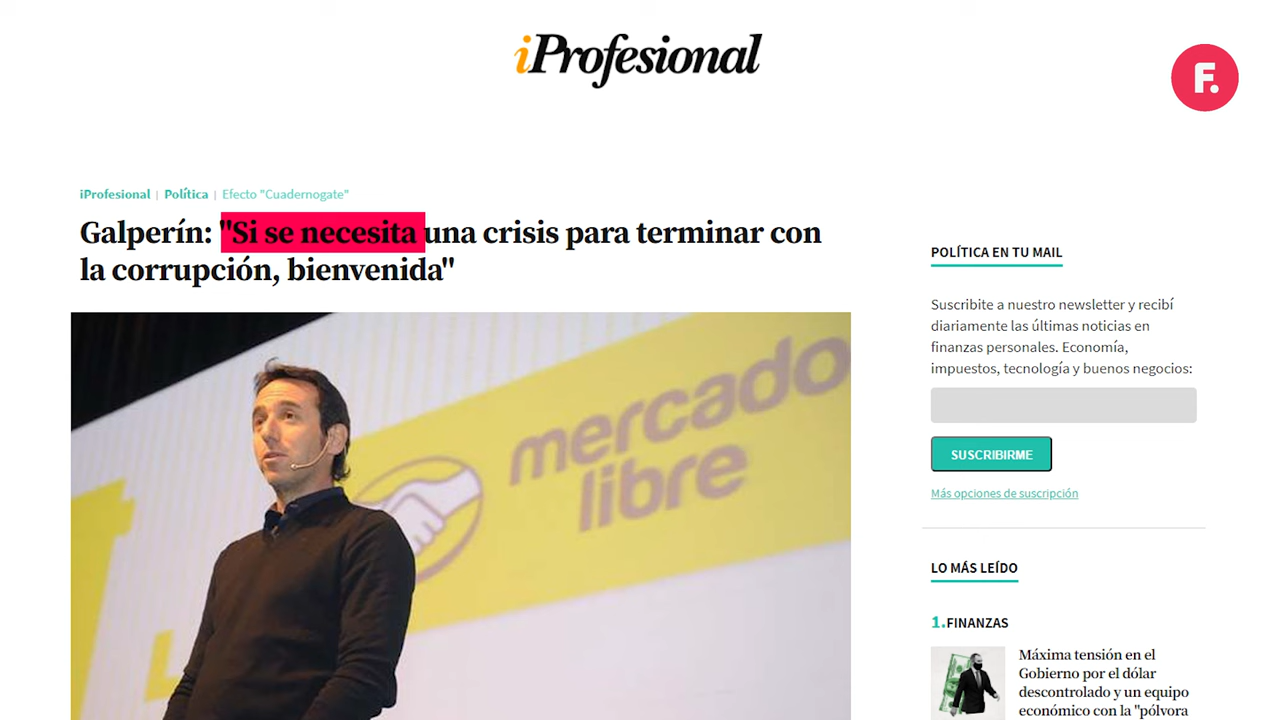 iProfesional
F.
iProfesional | Política | Efecto "Cuadernogate"
Galperín: "Si se necesita una crisis para terminar con
la corrupción, bienvenida"
mercado
libre
POLÍTICA EN TU MAIL
Suscribite a nuestro newsletter y recibí
diariamente las últimas noticias en
finanzas personales. Economía,
impuestos, tecnología y buenos negocios:
SUSCRIBIRME
Más opciones de suscripción
LO MÁS LEÍDO
1.FINANZAS
Máxima tensión en el
Gobierno por el dólar
descontrolado y un equipo
económico con la "pólvora